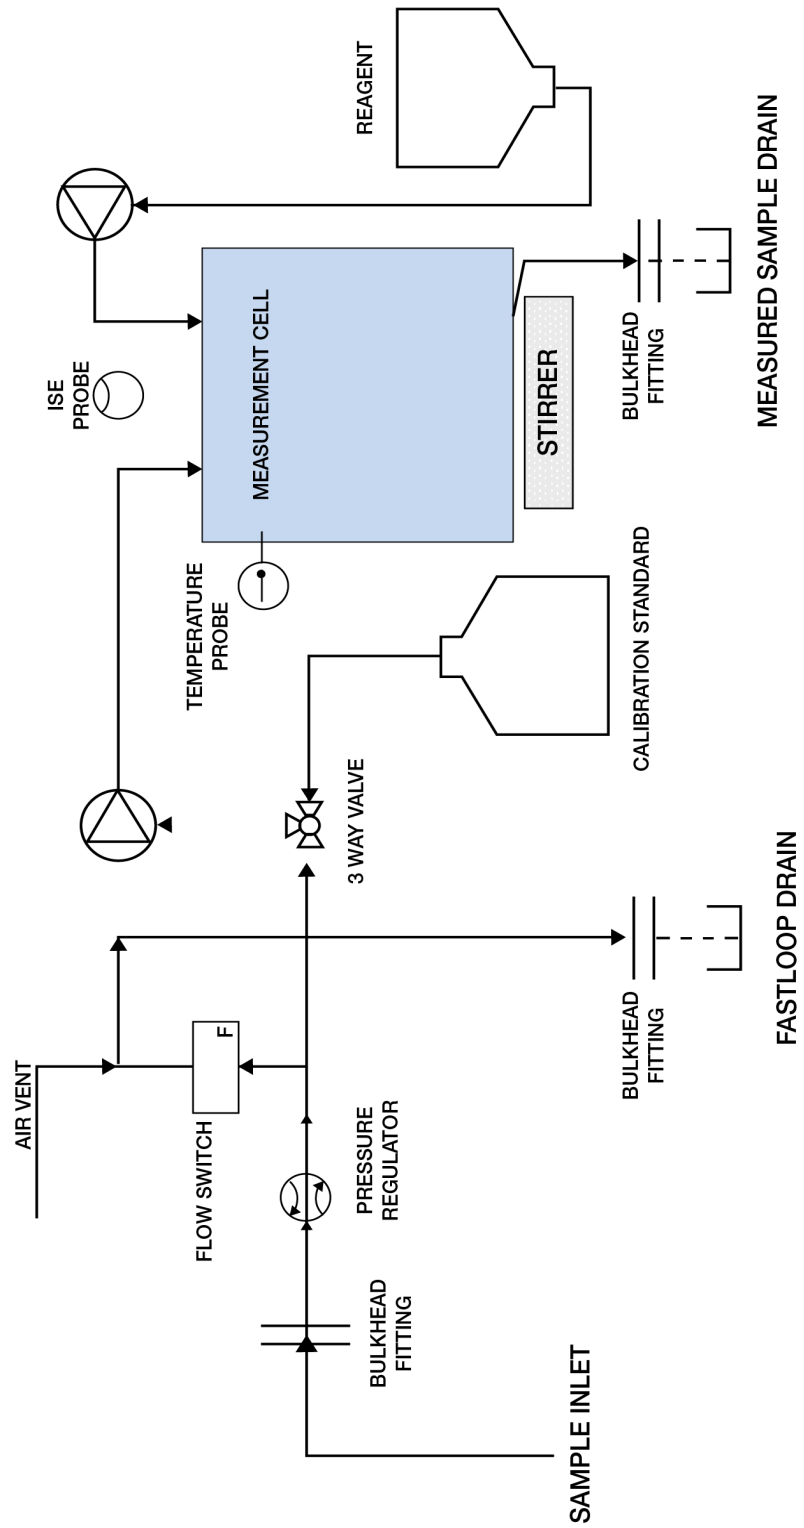 AIR VENT
FLOW SWITCH
F
SAMPLE INLET
BULKHEAD
FITTING
PRESSURE
REGULATOR
BULKHEAD
FITTING
FASTLOOP DRAIN
3 WAY VALVE
CALIBRATION STANDARD
TEMPERATURE
PROBE
ISE
PROBE
MEASUREMENT CELL
STIRRER
BULKHEAD
FITTING
MEASURED SAMPLE DRAIN
REAGENT